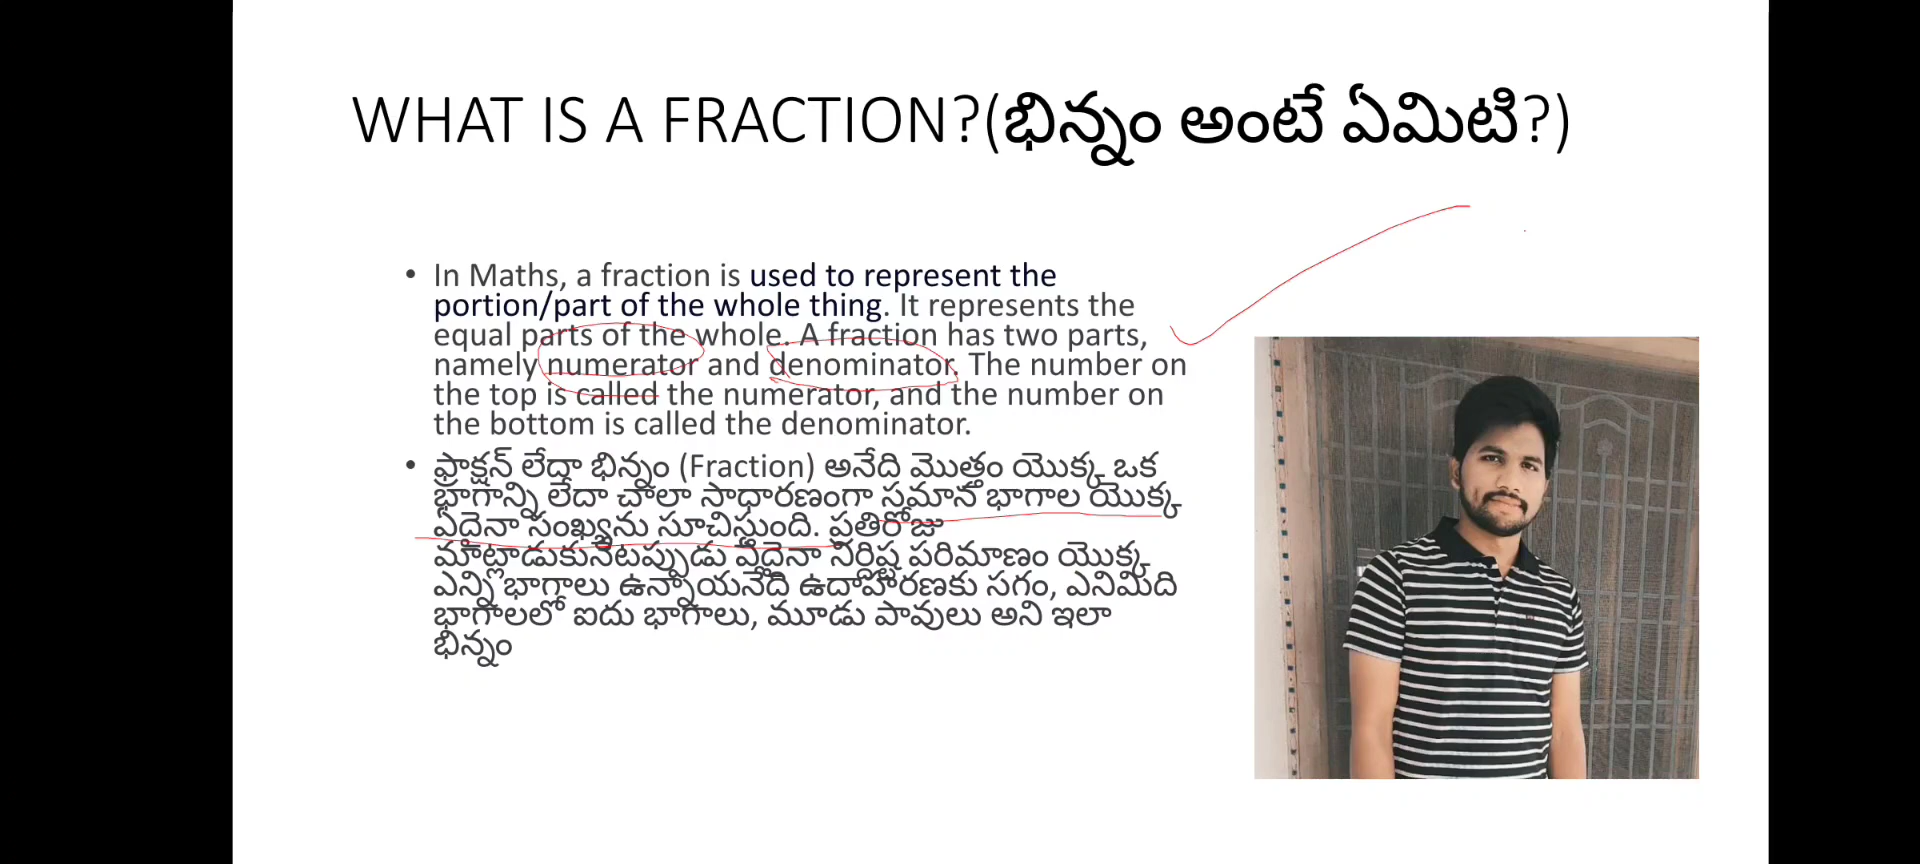 WHAT IS A FRACTION?(భిన్నం అంటే ఏమిటి?)
• In Maths, a fraction is used to represent the
portion/part of the whole thing. It represents the
equal parts of the whole. A fraction has two parts,
namely numerator and denominator. The number on
the top is called the numerator, and the number on
the bottom is called the denominator.
• ఫ్రాక్షన్ లేదా భిన్నం (Fraction) అనేది మొత్తం యొక్క ఒక
భాగాన్ని లేదా చాలా సాధారణంగా సమాన భాగాల యొక్క
ఏదైనా సంఖ్యను సూచిస్తుంది. ప్రతిరోజు
మాట్లాడుకునేటప్పుడు ఏదైనా నిర్దిష్ట పరిమాణం యొక్క
ఎన్ని భాగాలు ఉన్నాయనేది ఉదాహరణకు సగం, ఎనిమిది
భాగాలలో ఐదు భాగాలు, మూడు పావులు అని ఇలా
భిన్నం